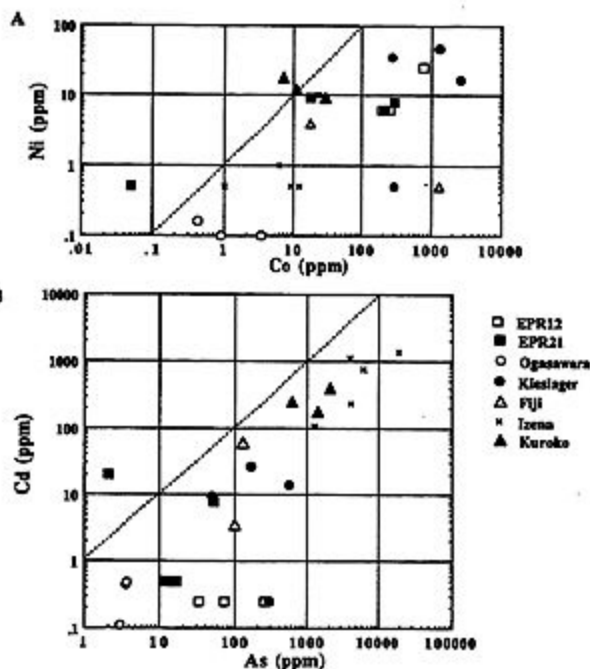 A
100
10
1
.1
Ni (ppm)
.01 .1 1 10 100 1000 10000
Co (ppm)
10000
1000
100
10
1
.1
Cd (ppm)
1 10 100 1000 10000 100000
As (ppm)
EPR12
EPR21
Ogasawara
Kieslager
Fiji
Izena
Kuroko